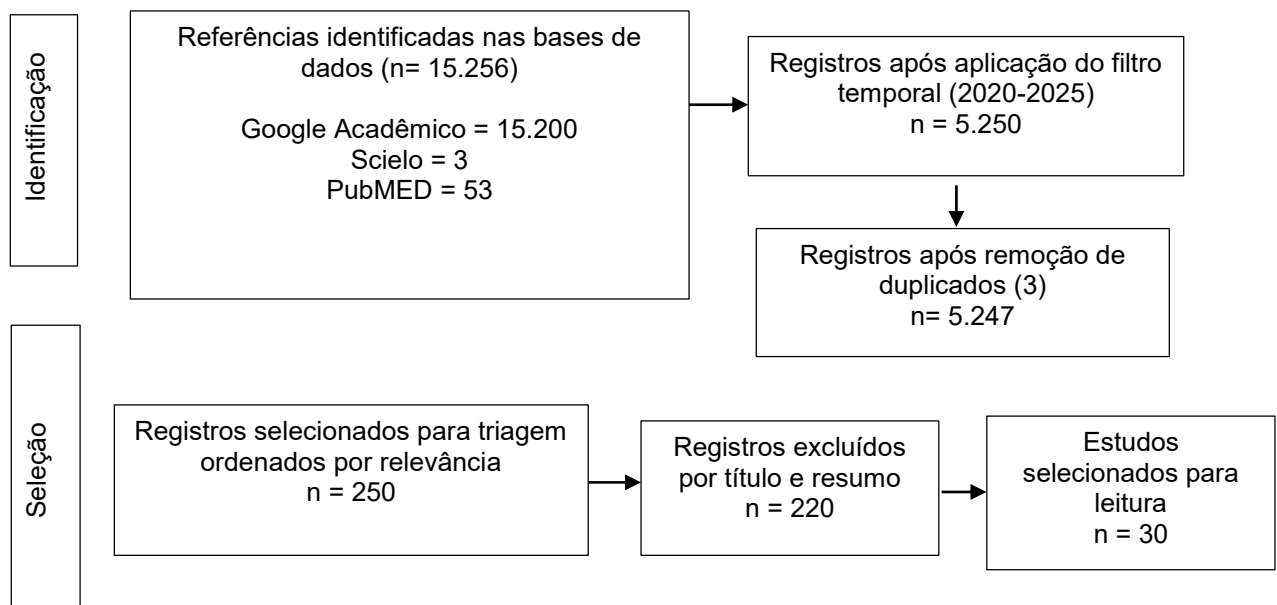 Identificação
Referências identificadas nas bases de
dados (n= 15.256)
Google Acadêmico = 15.200
Scielo = 3
PubMED = 53
Registros após aplicação do filtro
temporal (2020-2025)
n = 5.250
Registros após remoção de
duplicados (3)
n= 5.247
Seleção
Registros selecionados para triagem
ordenados por relevância
n = 250
Registros excluídos
por título e resumo
n = 220
Estudos
selecionados para
leitura
n = 30